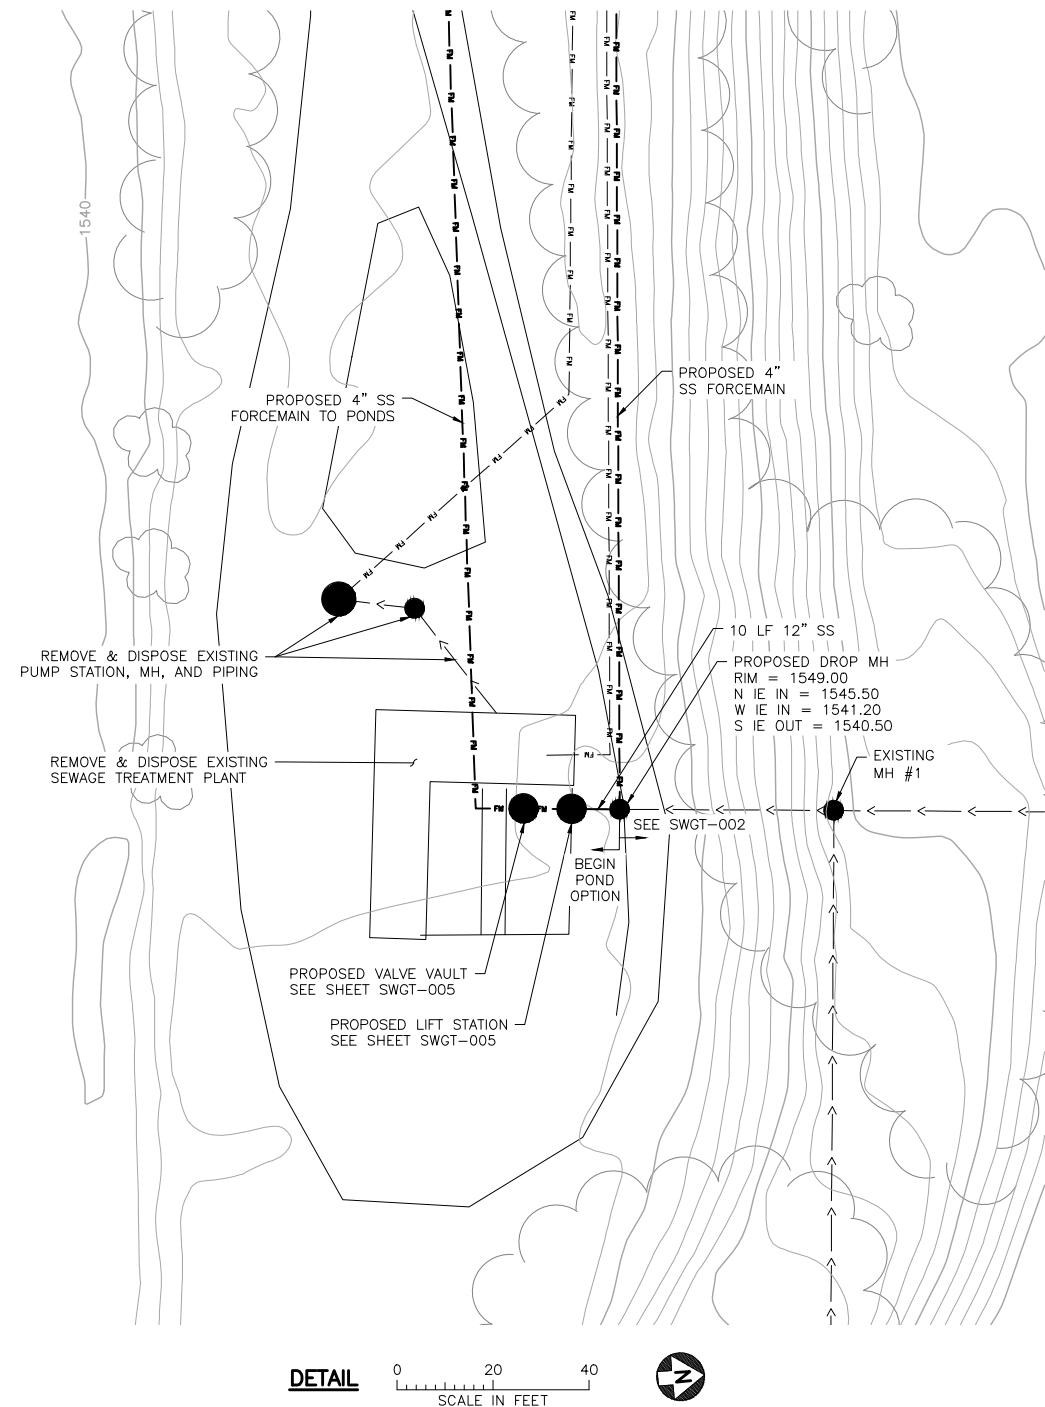 1540
PROPOSED 4" SS
FORCEMAIN TO PONDS
PROPOSED 4"
SS FORCEMAIN
REMOVE & DISPOSE EXISTING
PUMP STATION, MH, AND PIPING
10 LF 12" SS
PROPOSED DROP MH
RIM = 1549.00
N IE IN = 1545.50
W IE IN = 1541.20
S IE OUT = 1540.50
REMOVE & DISPOSE EXISTING
SEWAGE TREATMENT PLANT
EXISTING
MH #1
SEE SWGT-002
BEGIN
POND
OPTION
PROPOSED VALVE VAULT
SEE SHEET SWGT-005
PROPOSED LIFT STATION
SEE SHEET SWGT-005
FM
FM
FM
FM
DETAIL
0 20 40
SCALE IN FEET
N